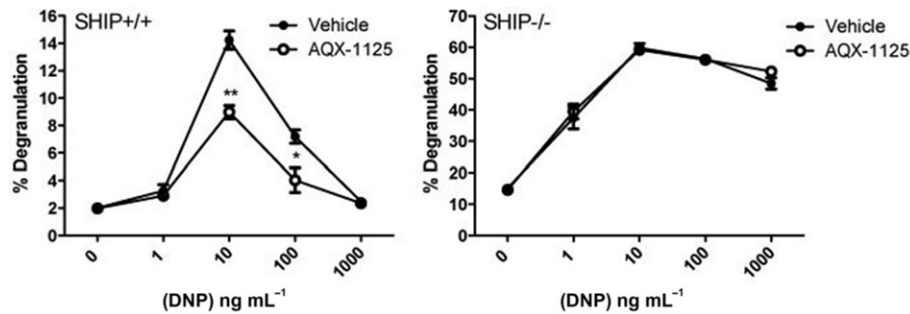 SHIP+/+
Vehicle
AQX-1125
% Degranulation
16
14
12
10
8
6
4
2
0
**
*
0
1
10
100
1000
(DNP) ng mL⁻¹
SHIP-/-
Vehicle
AQX-1125
% Degranulation
70
60
50
40
30
20
10
0
0
1
10
100
1000
(DNP) ng mL⁻¹